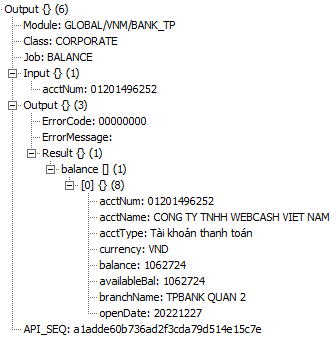 Output {} (6)
Module: GLOBAL/VNM/BANK_TP
Class: CORPORATE
Job: BALANCE
Input {} (1)
acctNum: 01201496252
Output {} (3)
ErrorCode: 00000000
ErrorMessage:
Result {} (1)
balance [] (1)
[0] {} (8)
acctNum: 01201496252
acctName: CONG TY TNHH WEBCASH VIET NAM
acctType: Tài khoản thanh toán
currency: VND
balance: 1062724
availableBal: 1062724
branchName: TPBANK QUAN 2
openDate: 20221227
API_SEQ: a1adde60b736ad2f3cda79d514e15c7e